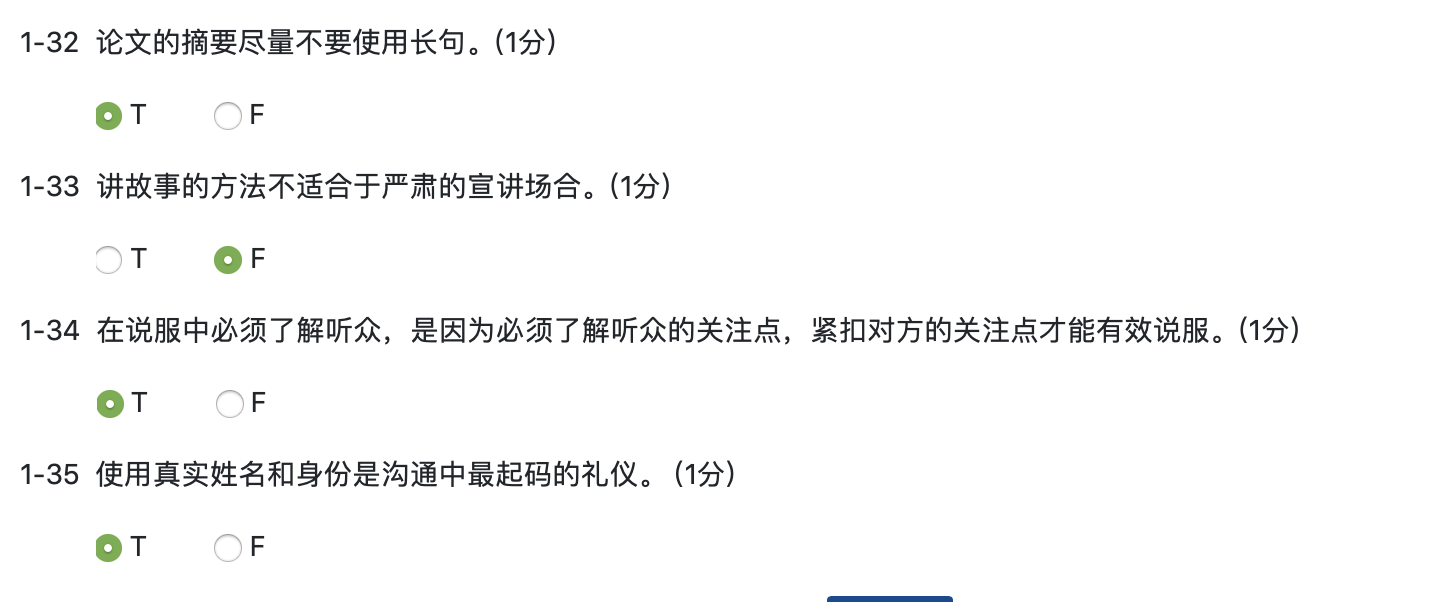 1-32 论文的摘要尽量不要使用长句。(1分)
T F
1-33 讲故事的方法不适合于严肃的宣讲场合。(1分)
T F
1-34 在说服中必须了解听众，是因为必须了解听众的关注点，紧扣对方的关注点才能有效说服。(1分)
T F
1-35 使用真实姓名和身份是沟通中最起码的礼仪。 (1分)
T F